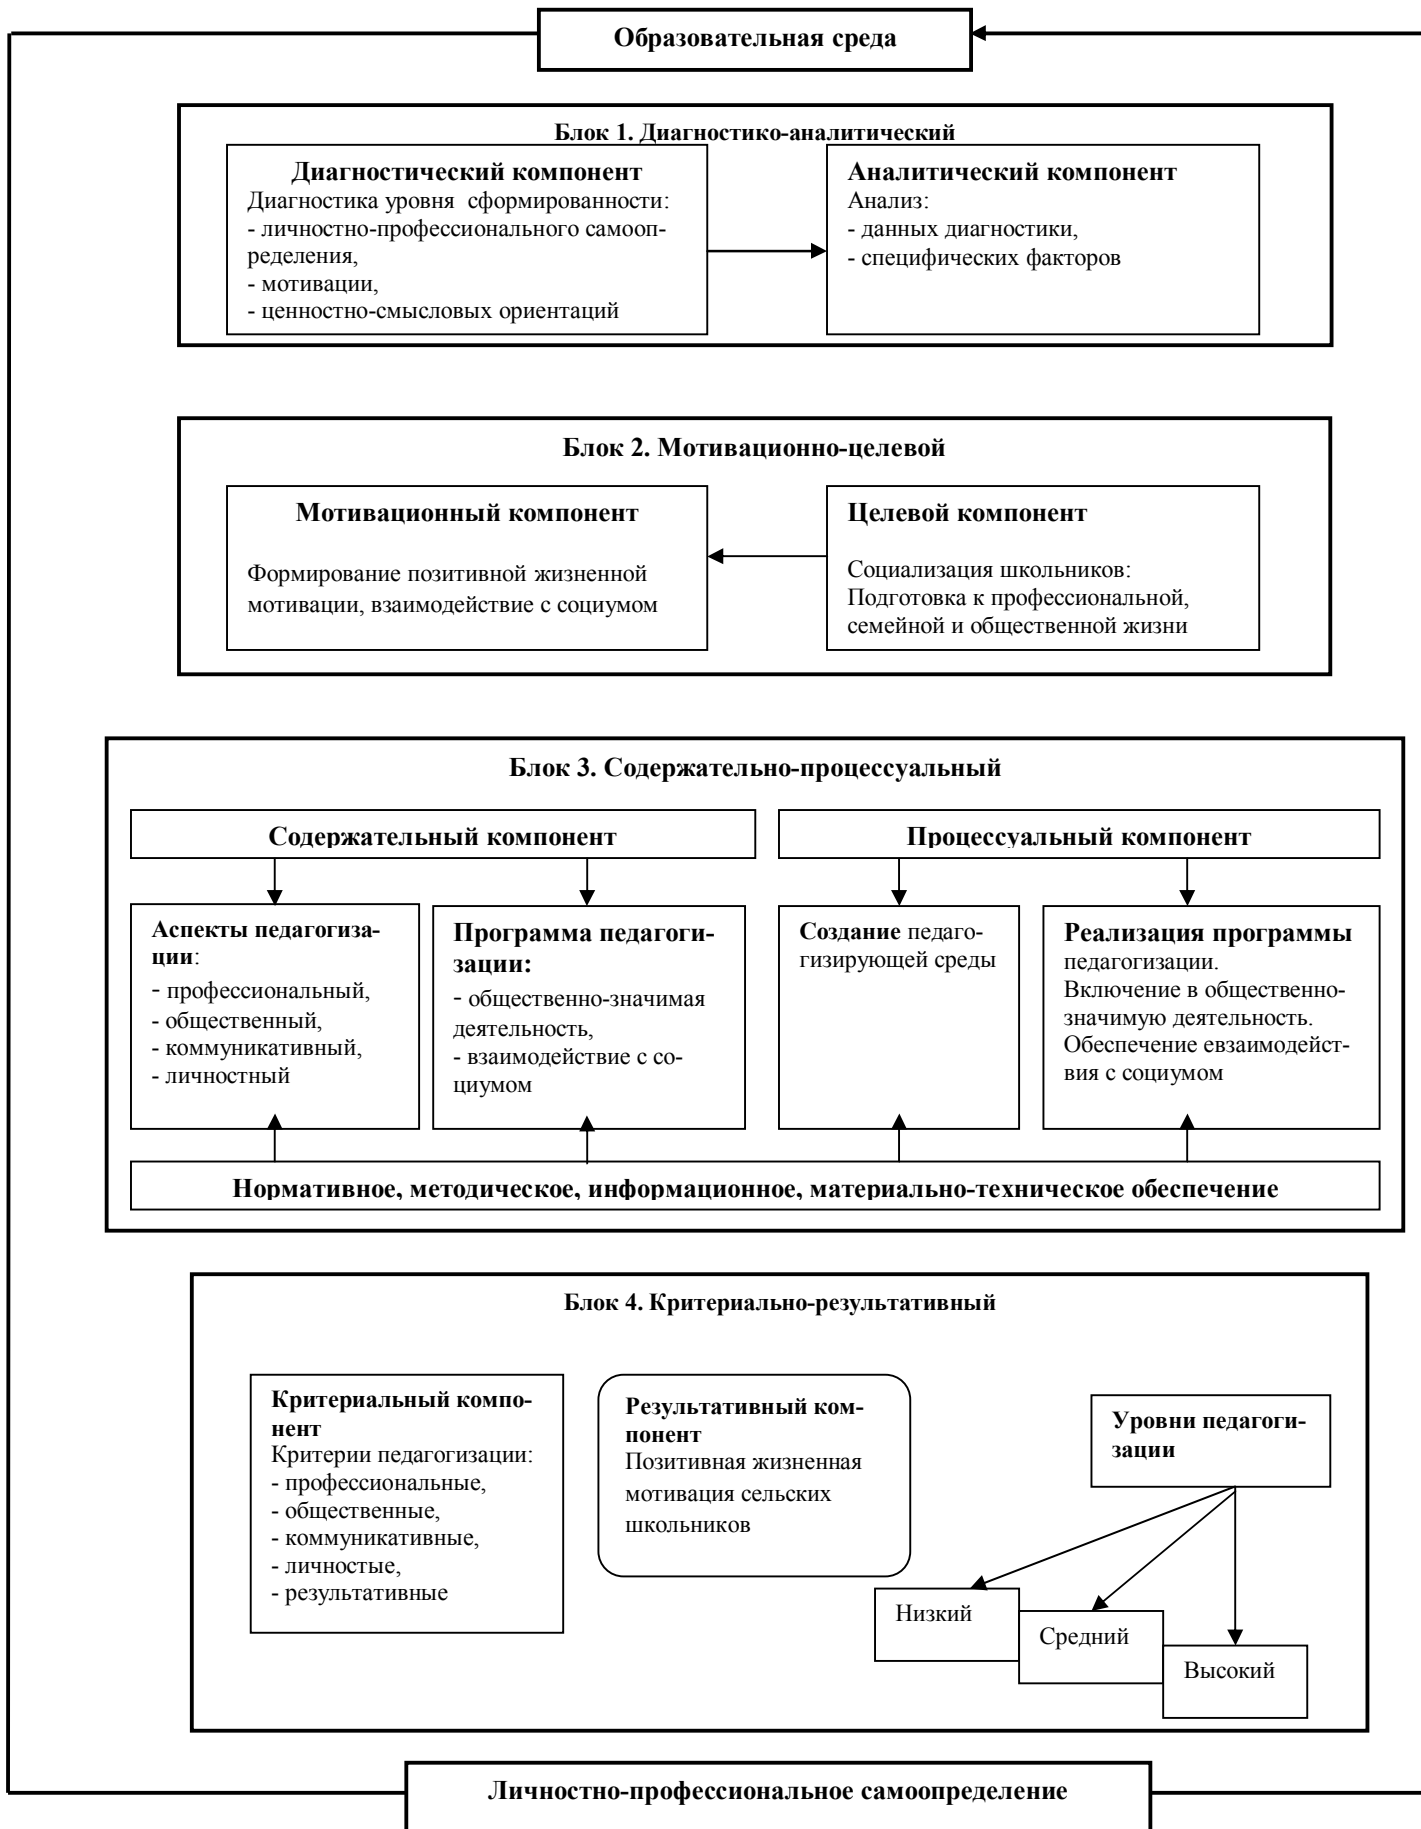 Образовательная среда
Блок 1. Диагностико-аналитический
Диагностический компонент
Диагностика уровня сформированности:
- личностно-профессионального самооп-
ределения,
- мотивации,
- ценностно-смысловых ориентаций
Аналитический компонент
Анализ:
- данных диагностики,
- специфических факторов
Блок 2. Мотивационно-целевой
Мотивационный компонент
Формирование позитивной жизненной
мотивации, взаимодействие с социумом
Целевой компонент
Социализация школьников:
Подготовка к профессиональной,
семейной и общественной жизни
Блок 3. Содержательно-процессуальный
Содержательный компонент
Процессуальный компонент
Аспекты педагогиза-
ции:
- профессиональный,
- общественный,
- коммуникативный,
- личностный
Программа педагоги-
зации:
- общественно-значимая
деятельность,
- взаимодействие с со-
циумом
Создание педаго-
гизирующей среды
Реализация программы
педагогизации.
Включение в общественно-
значимую деятельность.
Обеспечение евзаимодейст-
вия с социумом
Нормативное, методическое, информационное, материально-техническое обеспечение
Блок 4. Критериально-результативный
Критериальный компо-
нент
Критерии педагогизации:
- профессиональные,
- общественные,
- коммуникативные,
- личностые,
- результативные
Результативный ком-
понент
Позитивная жизненная
мотивация сельских
школьников
Уровни педагоги-
зации
Низкий
Средний
Высокий
Личностно-профессиональное самоопределение